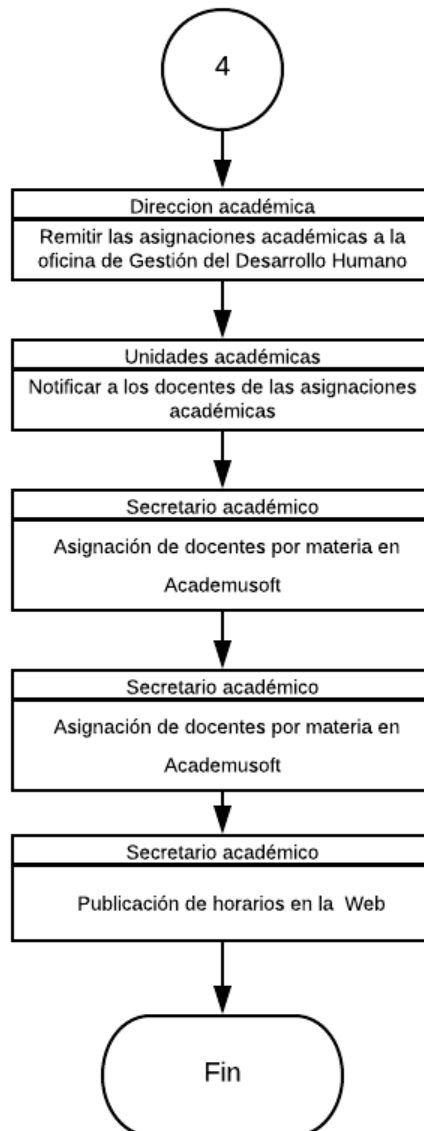 4
Direccion académica
Remitir las asignaciones académicas a la
oficina de Gestión del Desarrollo Humano
Unidades académicas
Notificar a los docentes de las asignaciones
académicas
Secretario académico
Asignación de docentes por materia en
Academusoft
Secretario académico
Asignación de docentes por materia en
Academusoft
Secretario académico
Publicación de horarios en la Web
Fin